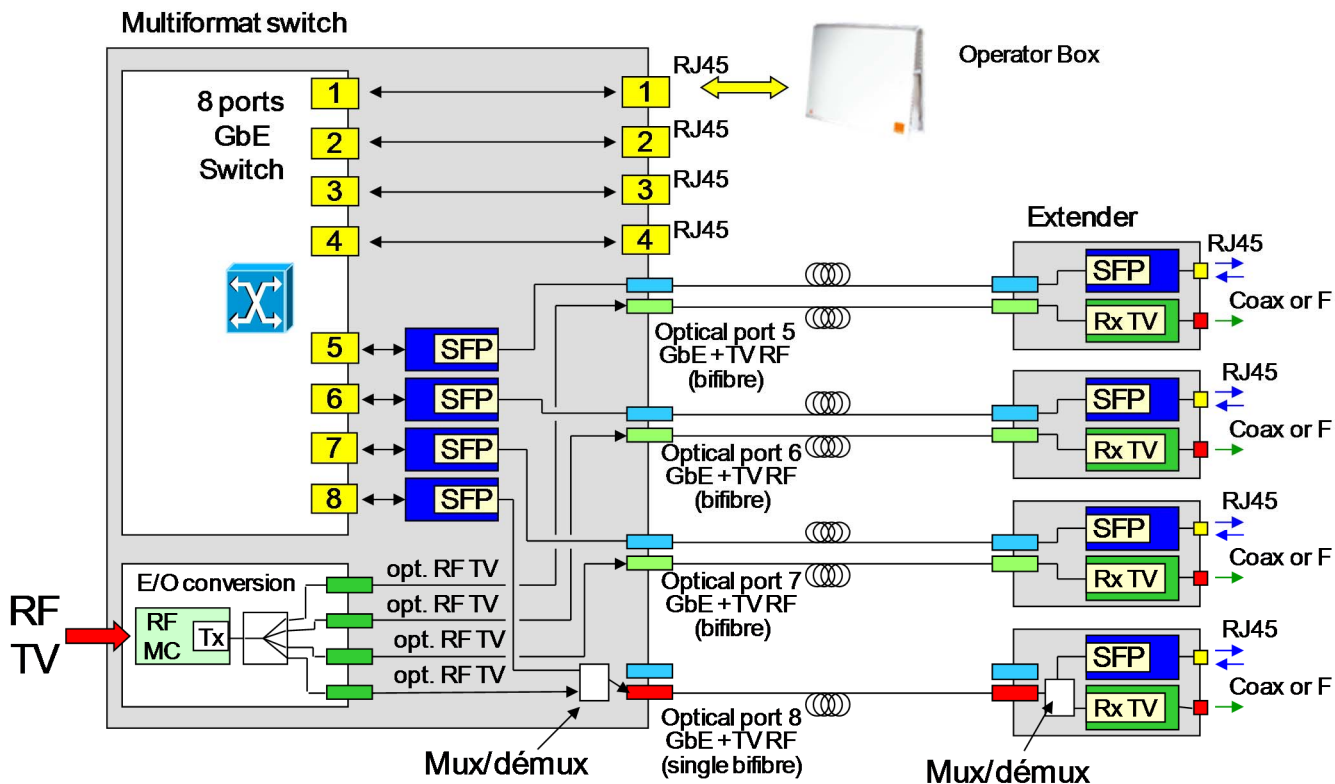 Multiformat switch
8 ports
GbE
Switch
1
2
3
4
5
6
7
8
1
2
3
4
RJ45
RJ45
RJ45
RJ45
Operator Box
SFP
SFP
SFP
SFP
Optical port 5
GbE +TV RF
(bifibre)
Optical port 6
GbE +TV RF
(bifibre)
Optical port 7
GbE +TV RF
(bifibre)
Optical port 8
GbE +TV RF
(single bifibre)
E/O conversion
RF
MC
Tx
opt. RF TV
opt. RF TV
opt. RF TV
opt. RF TV
RF
TV
Mux/démux
Extender
SFP
Rx TV
RJ45
Coax or F
SFP
Rx TV
RJ45
Coax or F
SFP
Rx TV
RJ45
Coax or F
SFP
Rx TV
RJ45
Coax or F
Mux/démux